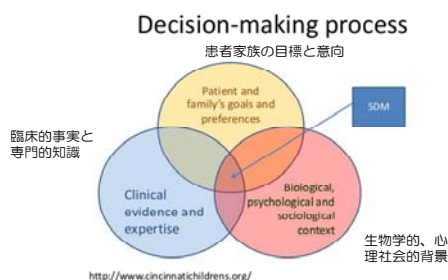 Decision-making process
患者家族の目標と意向
Patient and
family's goals and
preferences
SDM
臨床的事実と
専門的知識
Clinical
evidence and
expertise
Biological,
psychological and
sociological
context
生物学的、心
理社会的背景
http://www.cincinnatichildrens.org/